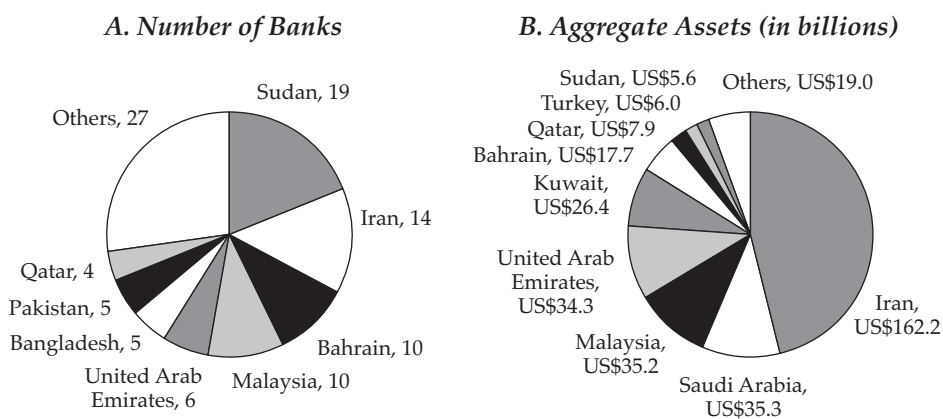 A. Number of Banks
Sudan, 19
Iran, 14
Bahrain, 10
Malaysia, 10
United Arab
Emirates, 6
Bangladesh, 5
Pakistan, 5
Qatar, 4
Others, 27
B. Aggregate Assets (in billions)
Others, US$19.0
Sudan, US$5.6
Turkey, US$6.0
Qatar, US$7.9
Bahrain, US$17.7
Kuwait,
US$26.4
United Arab
Emirates,
US$34.3
Malaysia,
US$35.2
Saudi Arabia,
US$35.3
Iran,
US$162.2